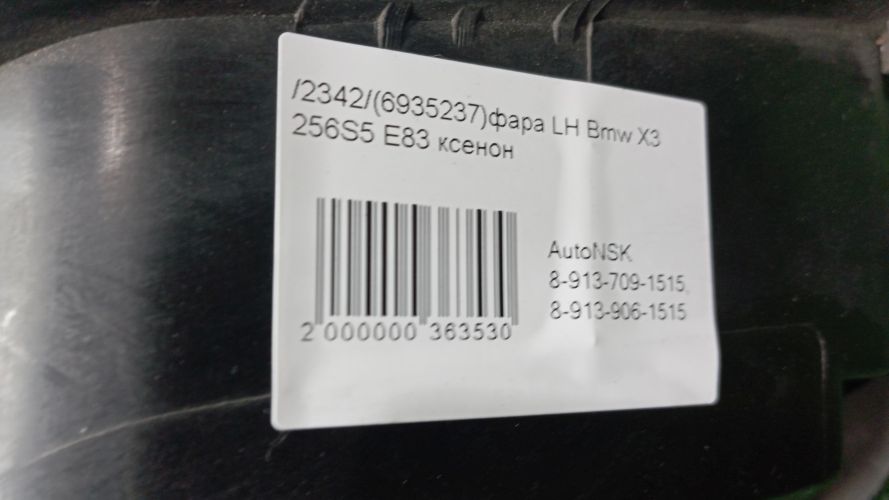 /2342/(6935237)фара LH Bmw X3
256S5 E83 ксенон
AutoNSK
8-913-709-1515,
8-913-906-1515
2 000000 363530